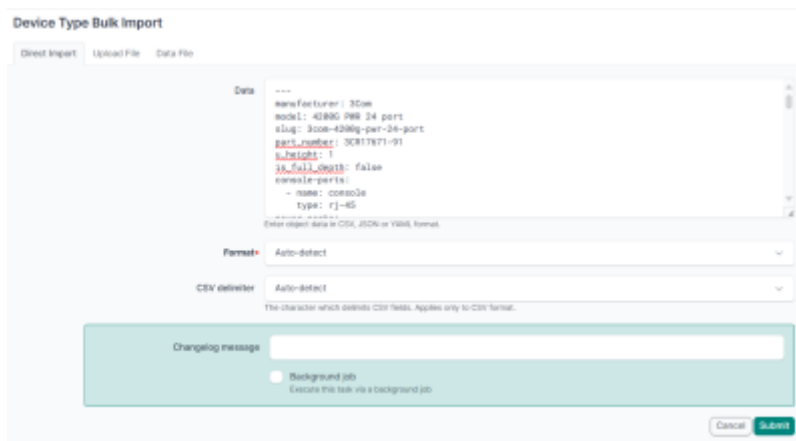 Device Type Bulk Import
Direct Import Upload File Data File
Data
---
manufacturer: 3Com
model: 4200G PWR 24 port
slug: 3com-4200g-pwr-24-port
part_number: 3CR17671-91
u_height: 1
is_full_depth: false
console-ports:
- name: console
type: rj-45
Enter object data in CSV, JSON or YAML format.
Format* Auto-detect
CSV delimiter Auto-detect
The character which delimits CSV fields. Applies only to CSV format.
Changelog message
Background job
Execute this task via a background job
Cancel Submit